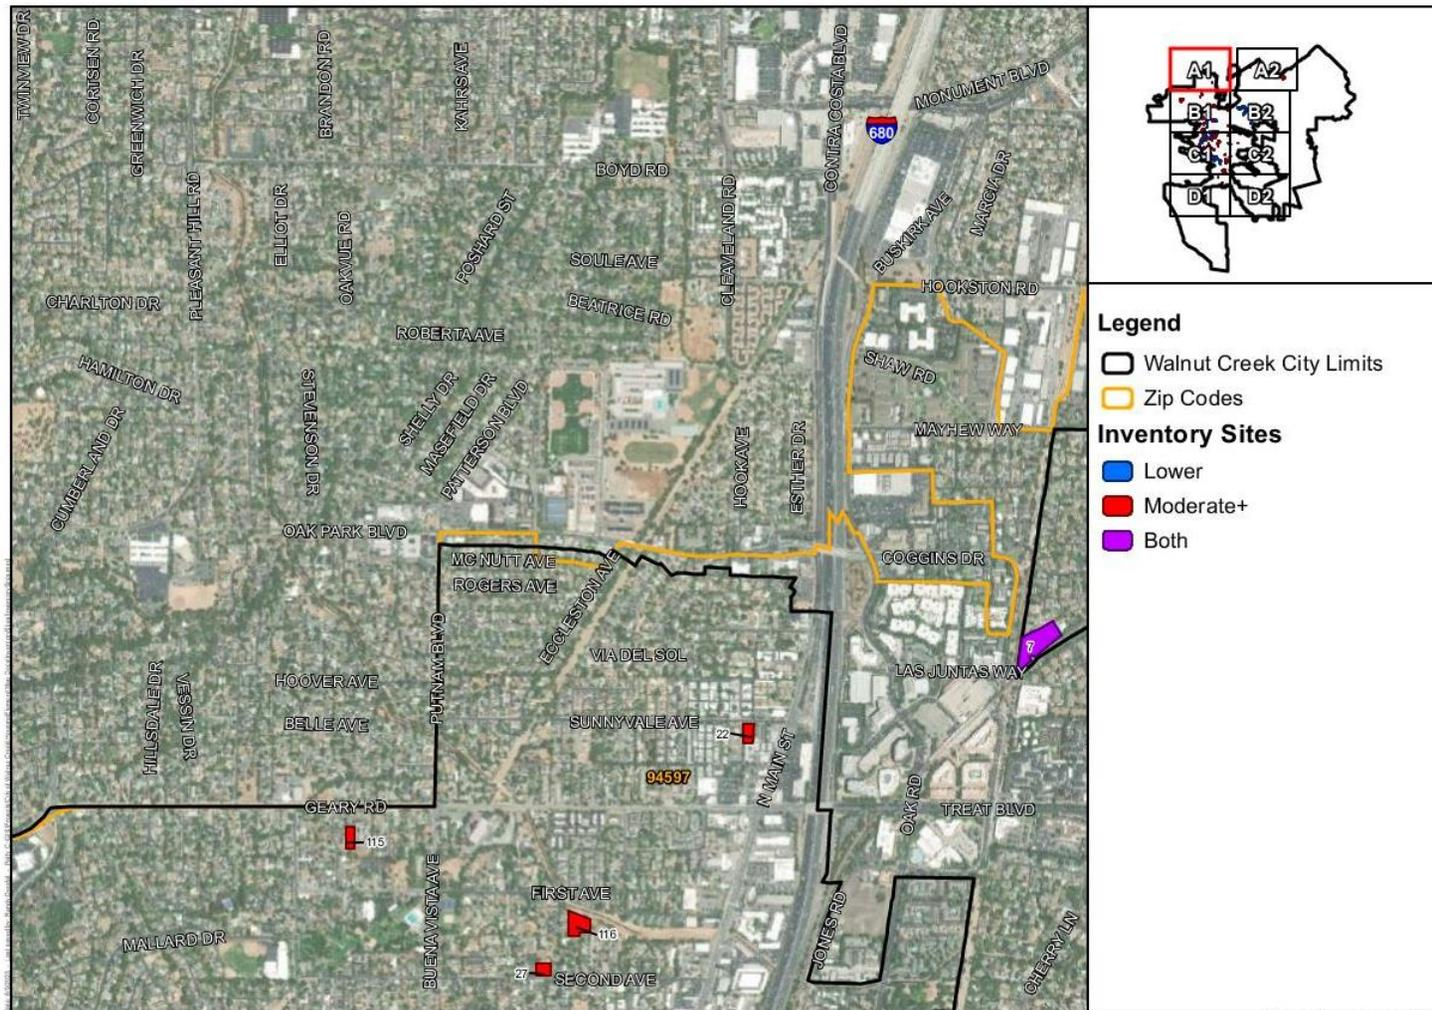 TWINVIEW DR
CORTSEN RD
GREENWICH DR
BRANDON RD
KAHRS AVE
CONTRA COSTA BLVD
MONUMENT BLVD
680
BOYD RD
MARCIA DR
PLEASANT HILL RD
ELLIOT DR
OAKVUE RD
POSHARD ST
CLEAVELAND RD
BUSKIRK AVE
SOULE AVE
HOOKSTON RD
CHARLTON DR
BEATRICE RD
ROBERTA AVE
SHAW RD
HAMILTON DR
STEVENSON DR
SHELLY DR
MASEFIELD DR
PATTERSON BLVD
CUMBERLAND DR
HOOK AVE
ESTHER DR
MAYHEW WAY
OAK PARK BLVD
MC NUTT AVE
COGGINS DR
ROGERS AVE
ECCLESTON AVE
PUTNAM BLVD
VIA DEL SOL
7
LAS JUNTAS WAY
HILLSDALE DR
VESSIN DR
HOOVER AVE
BELLE AVE
SUNNYVALE AVE
22
N MAIN ST
94597
OAK RD
GEARY RD
TREAT BLVD
115
BUENA VISTA AVE
FIRST AVE
116
JONES RD
MALLARD DR
27
SECOND AVE
CHERRY LN
A1
A2
B1
B2
C1
C2
D1
D2
Legend
Walnut Creek City Limits
Zip Codes
Inventory Sites
Lower
Moderate+
Both